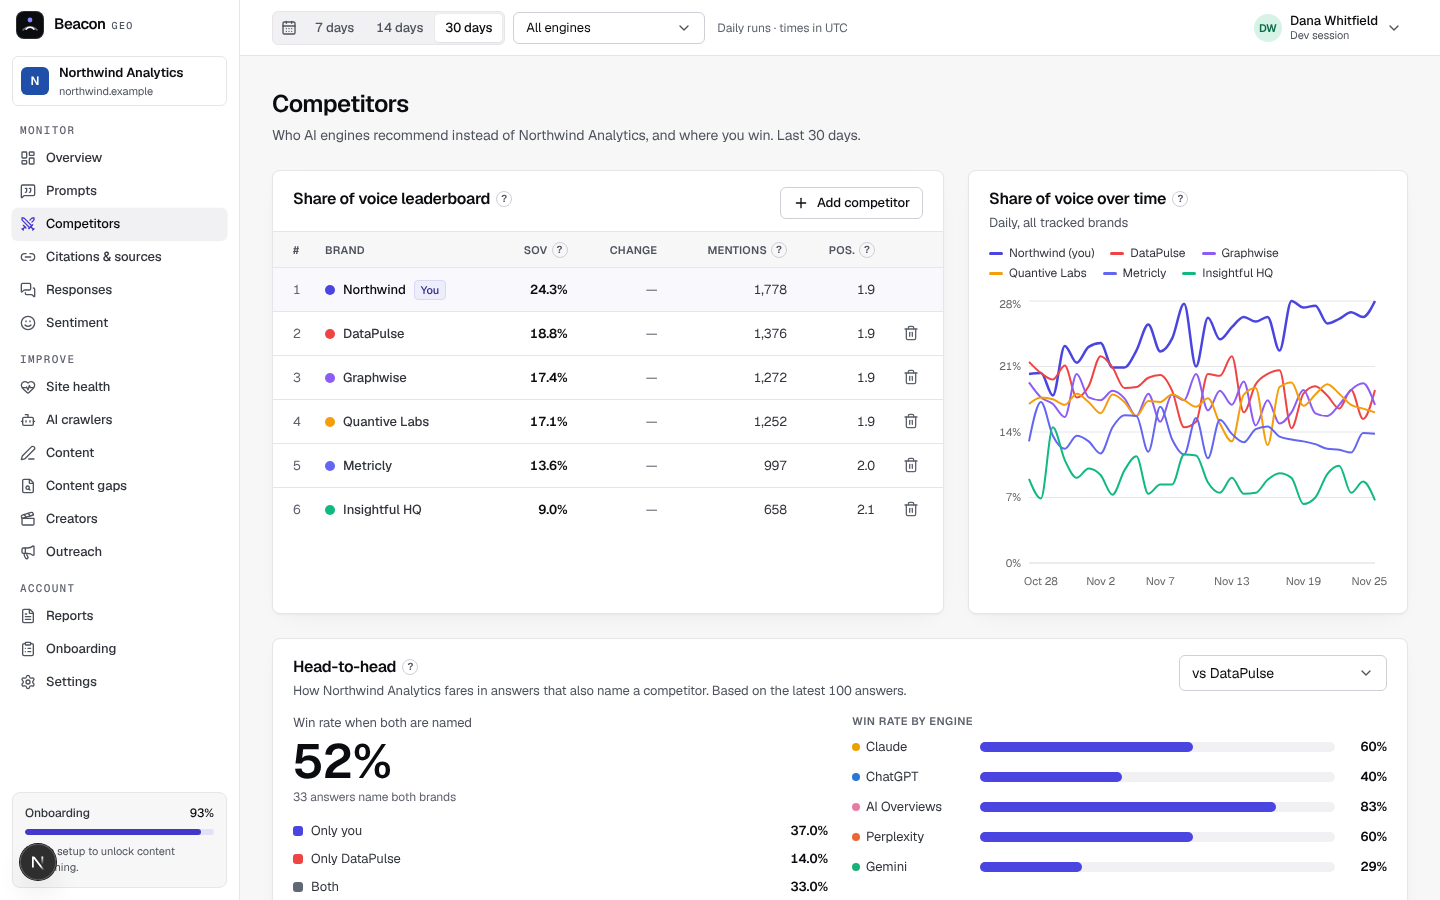 Beacon GEO
N
Northwind Analytics
northwind.example
MONITOR
Overview
Prompts
Competitors
Citations & sources
Responses
Sentiment
IMPROVE
Site health
AI crawlers
Content
Content gaps
Creators
Outreach
ACCOUNT
Reports
Onboarding
Settings
Onboarding 93%
setup to unlock content
N
7 days 14 days 30 days
All engines
Daily runs · times in UTC
DW
Dana Whitfield
Dev session
Competitors
Who AI engines recommend instead of Northwind Analytics, and where you win. Last 30 days.
Share of voice leaderboard ?
+ Add competitor
# BRAND SOV ? CHANGE MENTIONS ? POS. ?
1 Northwind You 24.3% — 1,778 1.9
2 DataPulse 18.8% — 1,376 1.9
3 Graphwise 17.4% — 1,272 1.9
4 Quantive Labs 17.1% — 1,252 1.9
5 Metricly 13.6% — 997 2.0
6 Insightful HQ 9.0% — 658 2.1
Share of voice over time ?
Daily, all tracked brands
Northwind (you) DataPulse Graphwise
Quantive Labs Metricly Insightful HQ
28%
21%
14%
7%
0%
Oct 28 Nov 2 Nov 7 Nov 13 Nov 19 Nov 25
Head-to-head ?
How Northwind Analytics fares in answers that also name a competitor. Based on the latest 100 answers.
vs DataPulse
Win rate when both are named
52%
33 answers name both brands
Only you 37.0%
Only DataPulse 14.0%
Both 33.0%
WIN RATE BY ENGINE
Claude 60%
ChatGPT 40%
AI Overviews 83%
Perplexity 60%
Gemini 29%